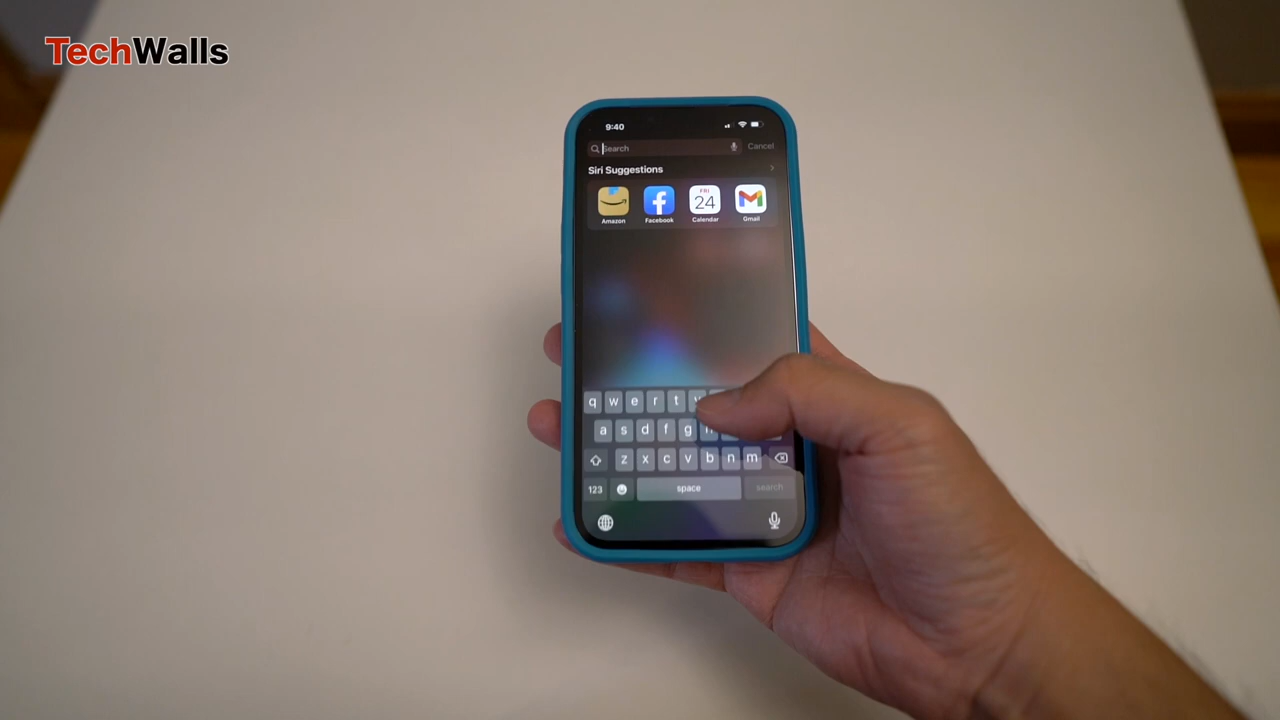 TechWalls
9:40
Search
Cancel
Siri Suggestions
FRI
24
Amazon
Facebook
Calendar
Gmail
q w e r t
a s d f g
z x c v b n m
123
space
search